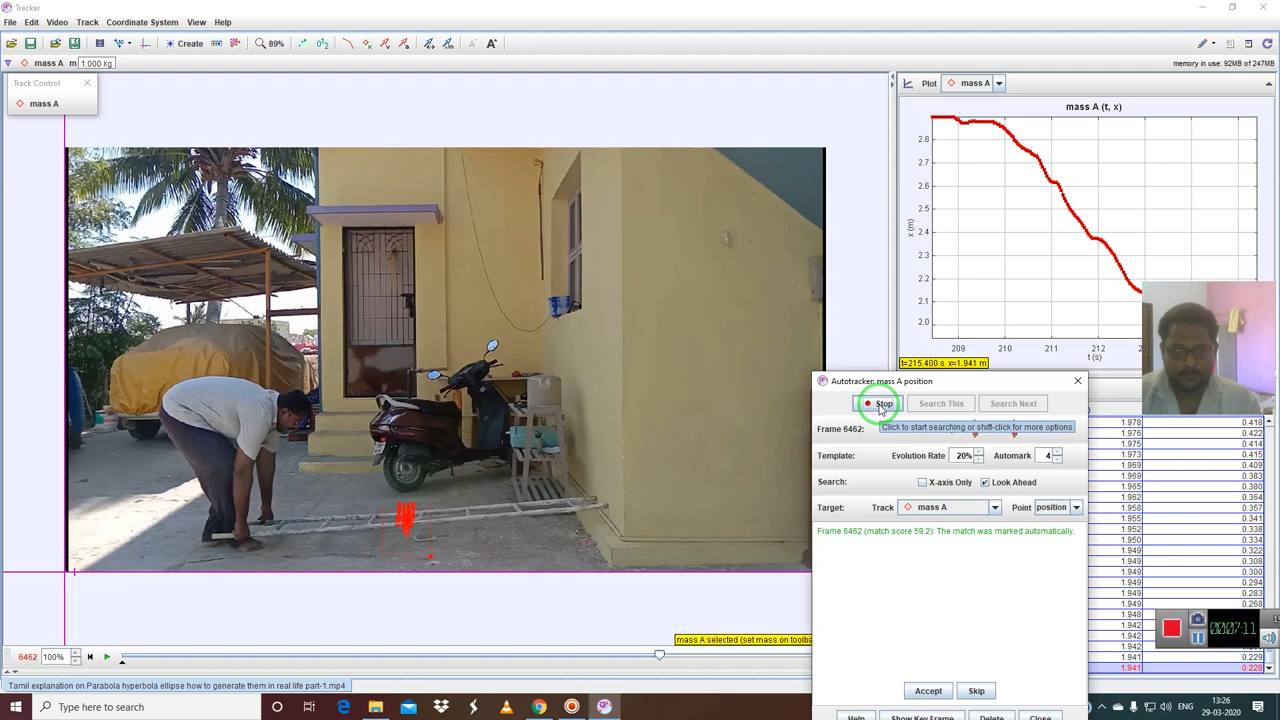 Tracker
File Edit Video Track Coordinate System View Help
Create 89%
mass A m 1.000 kg
memory in use: 92MB of 247MB
Track Control
mass A
Plot mass A
mass A (t, x)
2.8
2.7
2.6
2.5
2.4
2.3
2.2
2.1
2.0
x (m)
209 210 211 212
t (s)
t=215.400 s x=1.941 m
Autotracker: mass A position
Stop Search This Search Next
Frame 6462:
Click to start searching or shift-click for more options
Template: Evolution Rate 20% Automark 4
Search: X-axis Only Look Ahead
Target: Track mass A Point position
Frame 6462 (match score 59.2). The match was marked automatically.
Accept Skip
Help Show Key Frame Delete Close
1.978 0.418
1.976 0.422
1.975 0.414
1.973 0.415
1.969 0.409
1.969 0.383
1.965 0.380
1.960 0.364
1.958 0.357
1.955 0.341
1.952 0.338
1.950 0.334
1.949 0.322
1.949 0.308
1.949 0.300
1.949 0.294
1.949 0.283
1.949 0.268
1.948
1.942
1.942
1.942
1.941 0.229
1.941 0.228
mass A selected (set mass on toolba
6462 100%
Tamil explanation on Parabola hyperbola ellipse how to generate them in real life part-1.mp4
00:07:11
Type here to search
13:26
29-03-2020